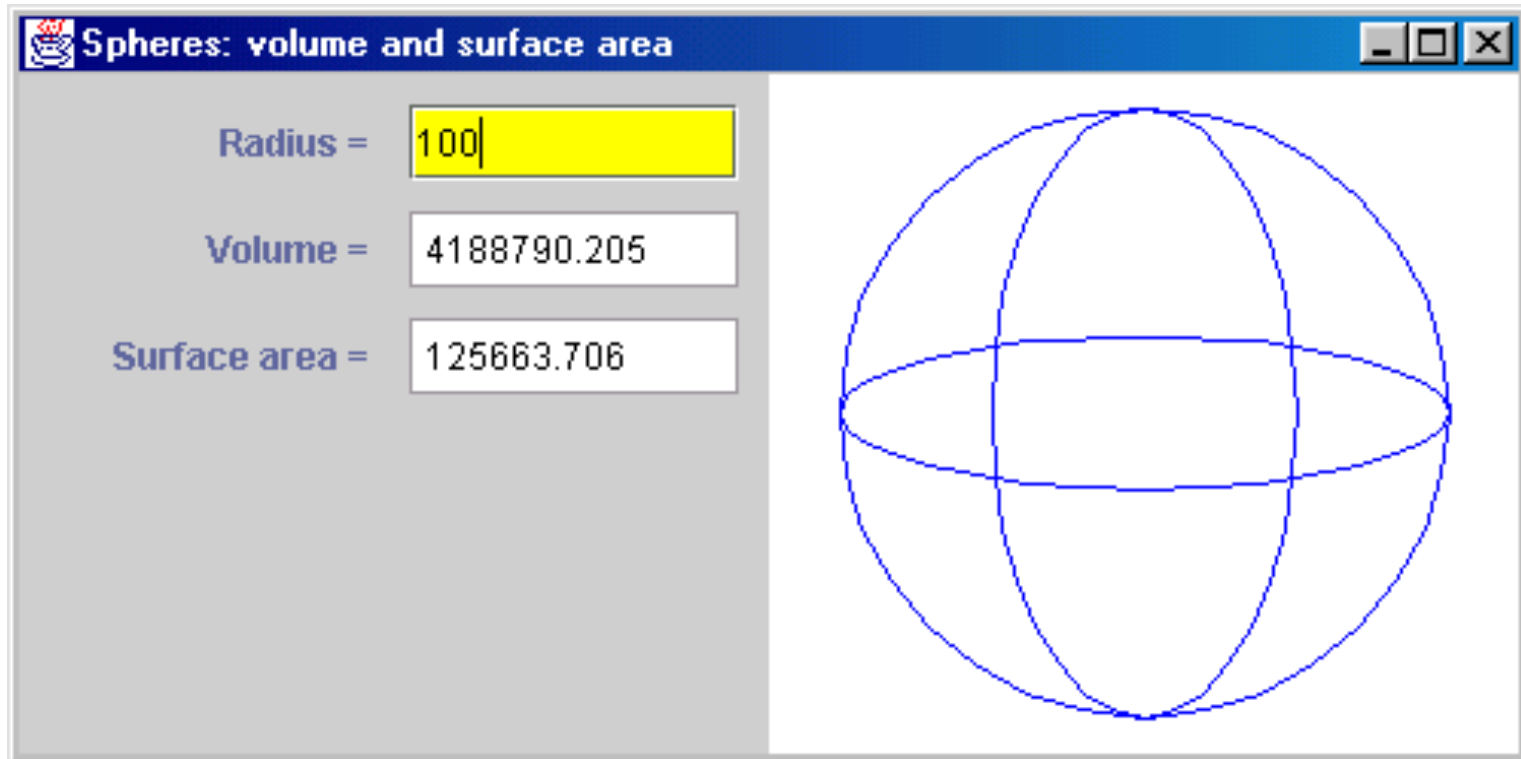 Spheres: volume and surface area
Radius = 100
Volume = 4188790.205
Surface area = 125663.706